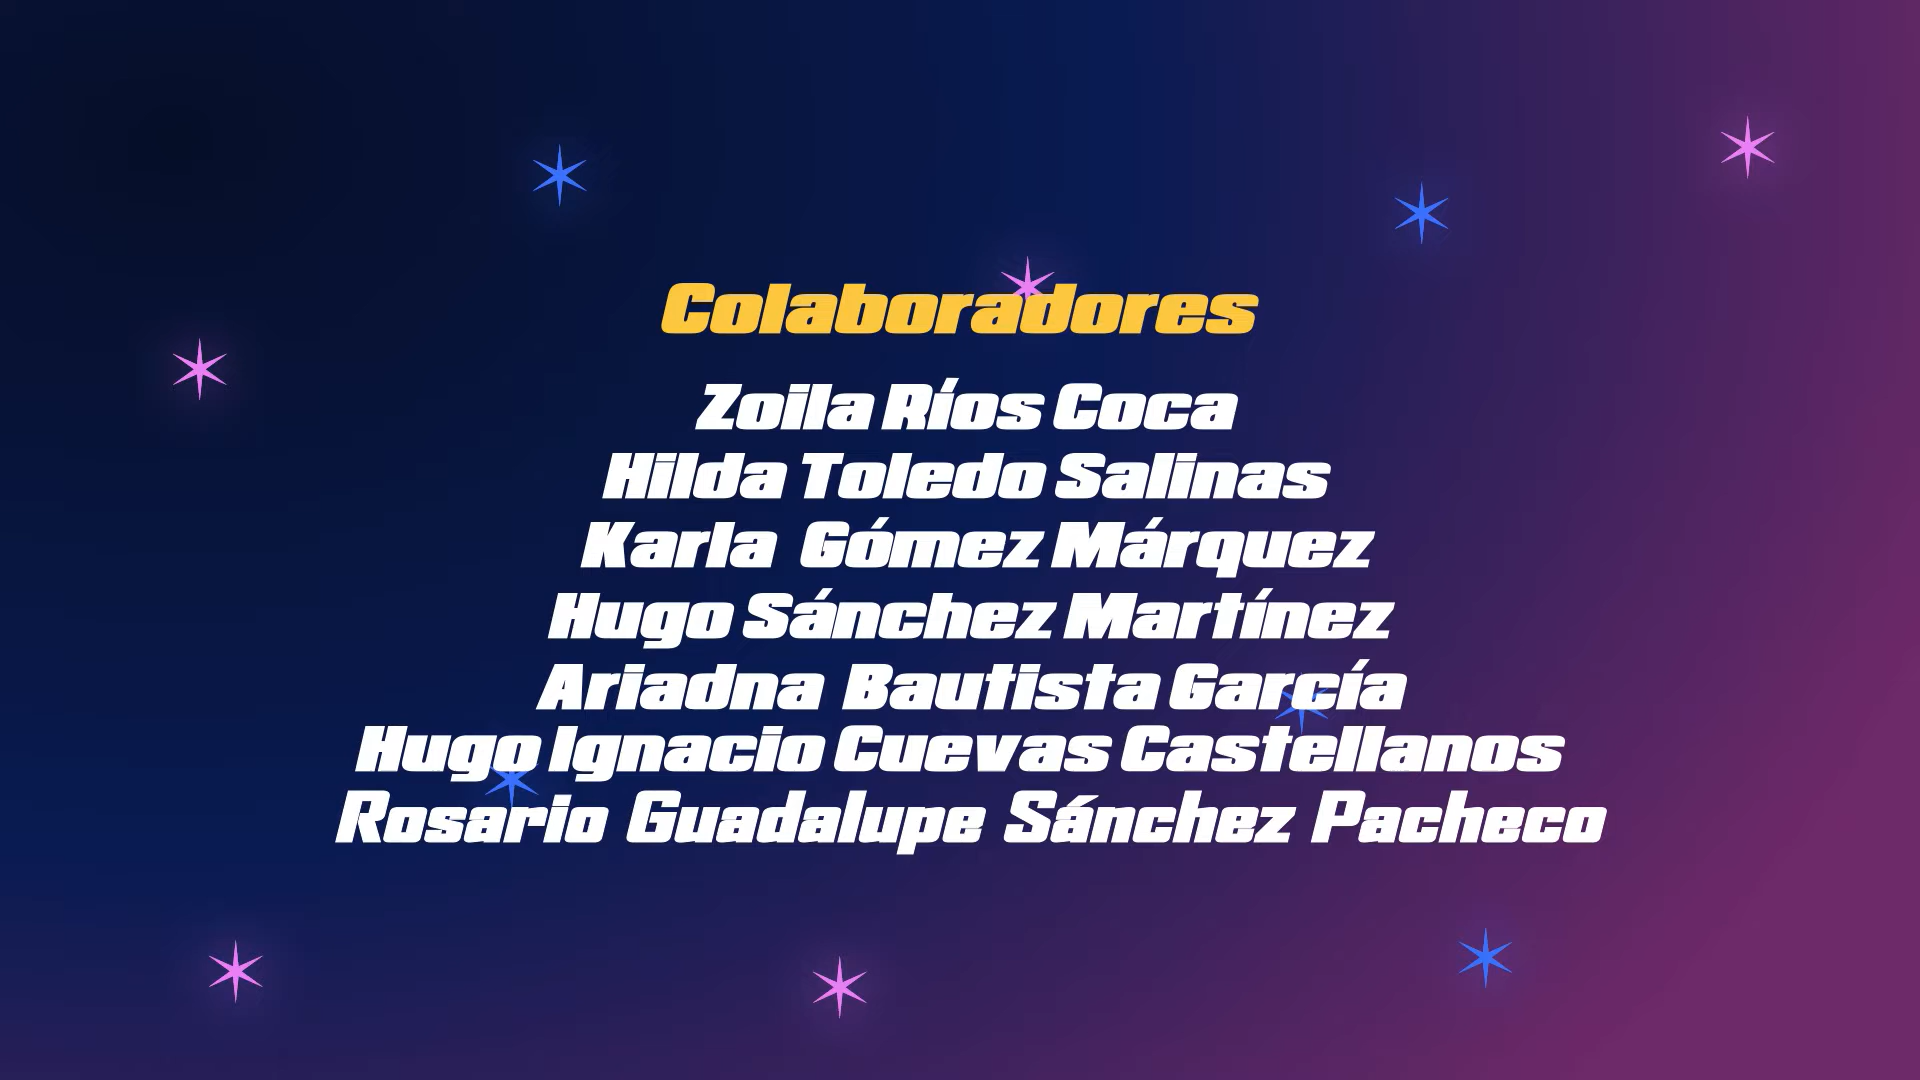 Colaboradores
Zoila Ríos Coca
Hilda Toledo Salinas
Karla Gómez Márquez
Hugo Sánchez Martínez
Ariadna Bautista García
Hugo Ignacio Cuevas Castellanos
Rosario Guadalupe Sánchez Pacheco